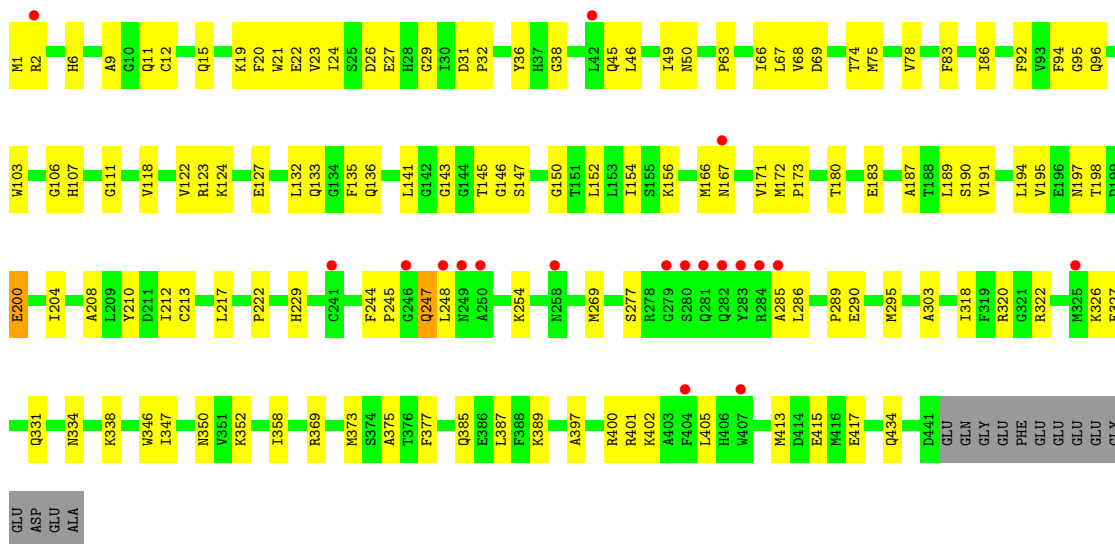 M1 R2 H6 A9 G10 Q11 C12 Q15 K19 F20 W21 E22 V23 I24 S25 D26 E27 H28 G29 I30 D31 P32 Y36 H37 G38 L42 Q45 L46 I49 N50 P63 I66 L67 V68 D69 T74 M75 V78 F83 I86 F92 V93 F94 G95 Q96
W103 G106 H107 G111 V118 V122 R123 K124 E127 L132 Q133 G134 F135 Q136 L141 G142 G143 G144 T145 G146 S147 G150 T151 L152 L153 I154 S155 K156 M166 N167 V171 M172 P173 T180 E183 A187 T188 L189 S190 V191 L194 V195 E196 N197 T198 D199
E200 I204 A208 L209 Y210 D211 I212 C213 L217 P222 H229 C241 F244 P245 G246 Q247 L248 N249 A250 K254 N258 M269 S277 R278 G279 S280 Q281 Q282 Y283 R284 A285 L286 P289 E290 M295 A303 I318 F319 R320 G321 R322 M325 K326
Q331 N334 K338 W346 I347 N350 V351 K352 I358 R369 M373 S374 A375 T376 F377 Q385 E386 L387 F388 K389 A397 R400 R401 K402 A403 F404 L405 H406 W407 M413 D414 E415 M416 E417 Q434 D441 GLU GLN GLY GLU PHE GLU GLU GLU GLU
GLU ASP GLU ALA